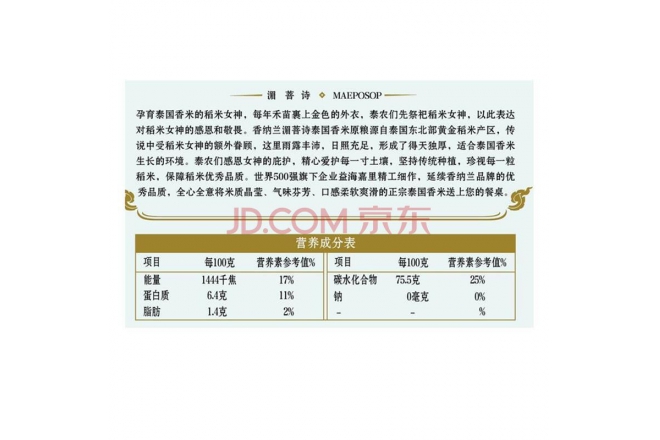 湄菩诗 MAEPOSOP
孕育泰国香米的稻米女神，每年禾苗裹上金色的外衣，泰农们先祭祀稻米女神，以此表达
对稻米女神的感恩和敬畏。香纳兰湄菩诗泰国香米原粮源自泰国东北部黄金稻米产区，传
说中受稻米女神的额外眷顾，这里雨露丰沛、日照充足，形成了得天独厚，适合泰国香米
生长的环境。泰农们感恩女神的庇护，精心爱护每一寸土壤，坚持传统种植，珍视每一粒
稻米，保障稻米优秀品质。世界500强旗下企业益海嘉里精工细作，延续香纳兰品牌的优
秀品质，全心全意将米质晶莹、气味芬芳、口感柔软爽滑的正宗泰国香米送上您的餐桌。
JD.COM 京东
营养成分表
项目 每100克 营养素参考值% 项目 每100克 营养素参考值%
能量 1444千焦 17% 碳水化合物 75.5克 25%
蛋白质 6.4克 11% 钠 0毫克 0%
脂肪 1.4克 2% – – %